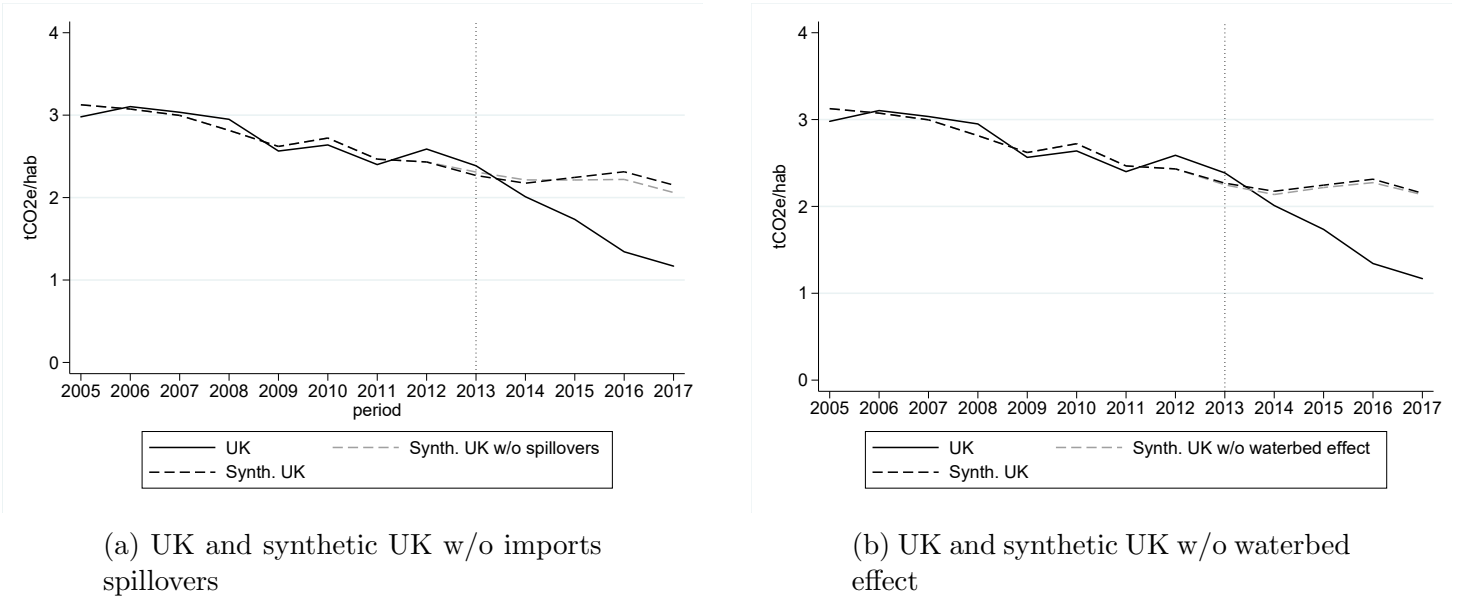 4
3
2
1
0
tCO2e/hab
2005 2006 2007 2008 2009 2010 2011 2012 2013 2014 2015 2016 2017
period
UK
Synth. UK w/o spillovers
Synth. UK
(a) UK and synthetic UK w/o imports
spillovers
4
3
2
1
0
tCO2e/hab
2005 2006 2007 2008 2009 2010 2011 2012 2013 2014 2015 2016 2017
UK
Synth. UK w/o waterbed effect
Synth. UK
(b) UK and synthetic UK w/o waterbed
effect